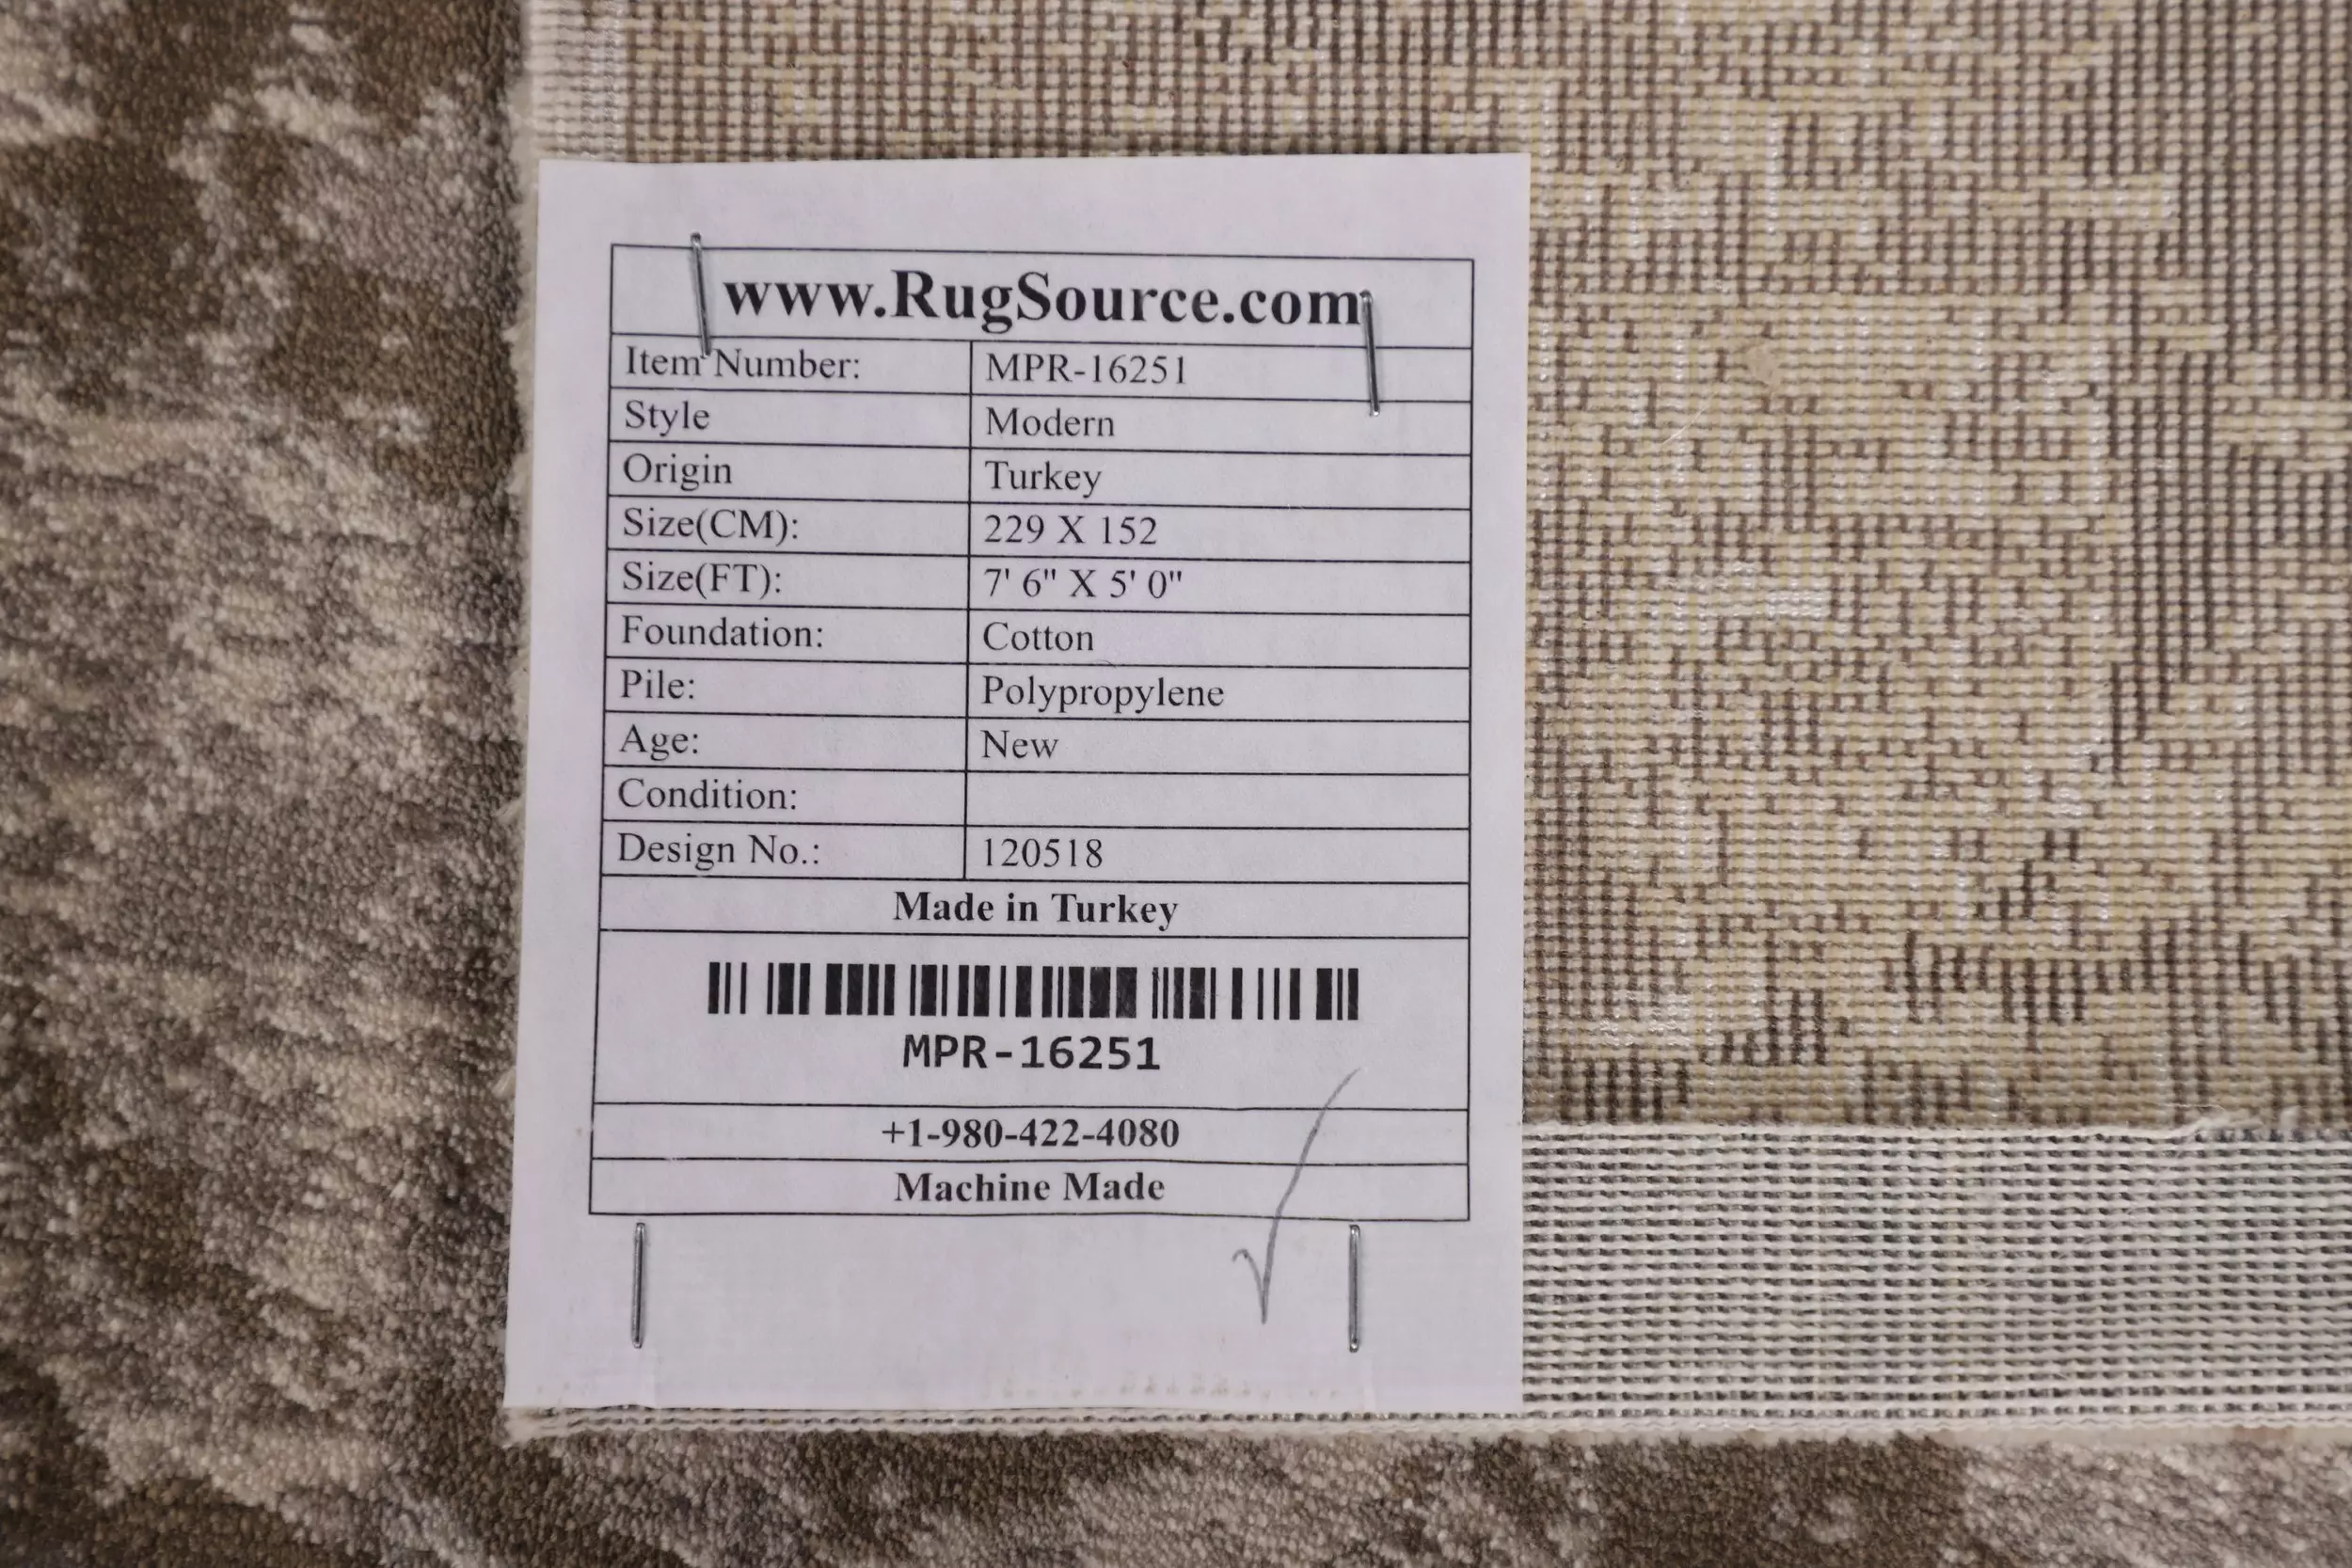 www.RugSource.com
Item Number: MPR-16251
Style Modern
Origin Turkey
Size(CM): 229 X 152
Size(FT): 7' 6" X 5' 0"
Foundation: Cotton
Pile: Polypropylene
Age: New
Condition:
Design No.: 120518
Made in Turkey
MPR-16251
+1-980-422-4080
Machine Made